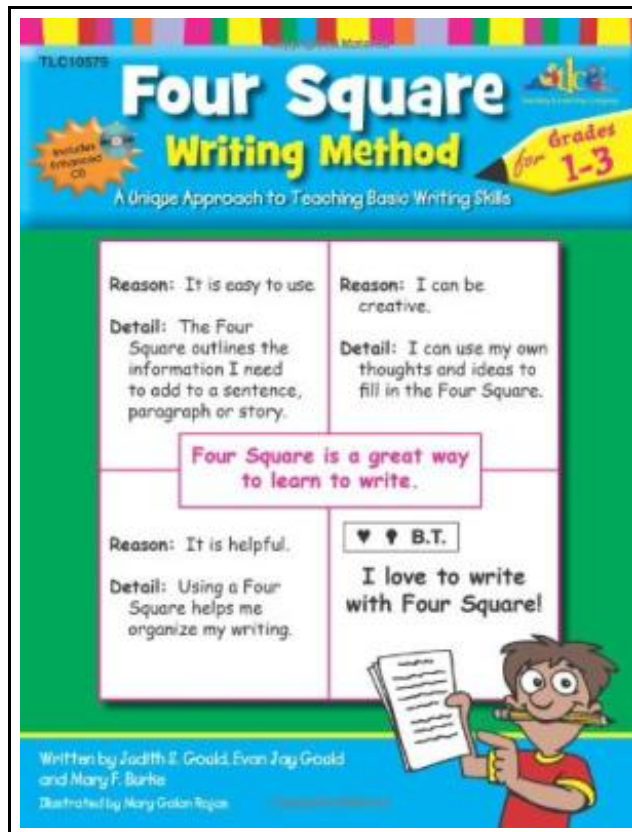 TLC10575
Four Square
Writing Method
for Grades
1-3
Includes
Enhanced
CD
A Unique Approach to Teaching Basic Writing Skills
Reason: It is easy to use
Detail: The Four
Square outlines the
information I need
to add to a sentence,
paragraph or story.
Reason: I can be
creative.
Detail: I can use my own
thoughts and ideas to
fill in the Four Square.
Four Square is a great way
to learn to write.
Reason: It is helpful.
Detail: Using a Four
Square helps me
organize my writing.
♥ B.T.
I love to write
with Four Square!
Written by Judith S. Gould, Evan Jay Gould
and Mary F. Burke
Illustrated by Mary Galan Rojas